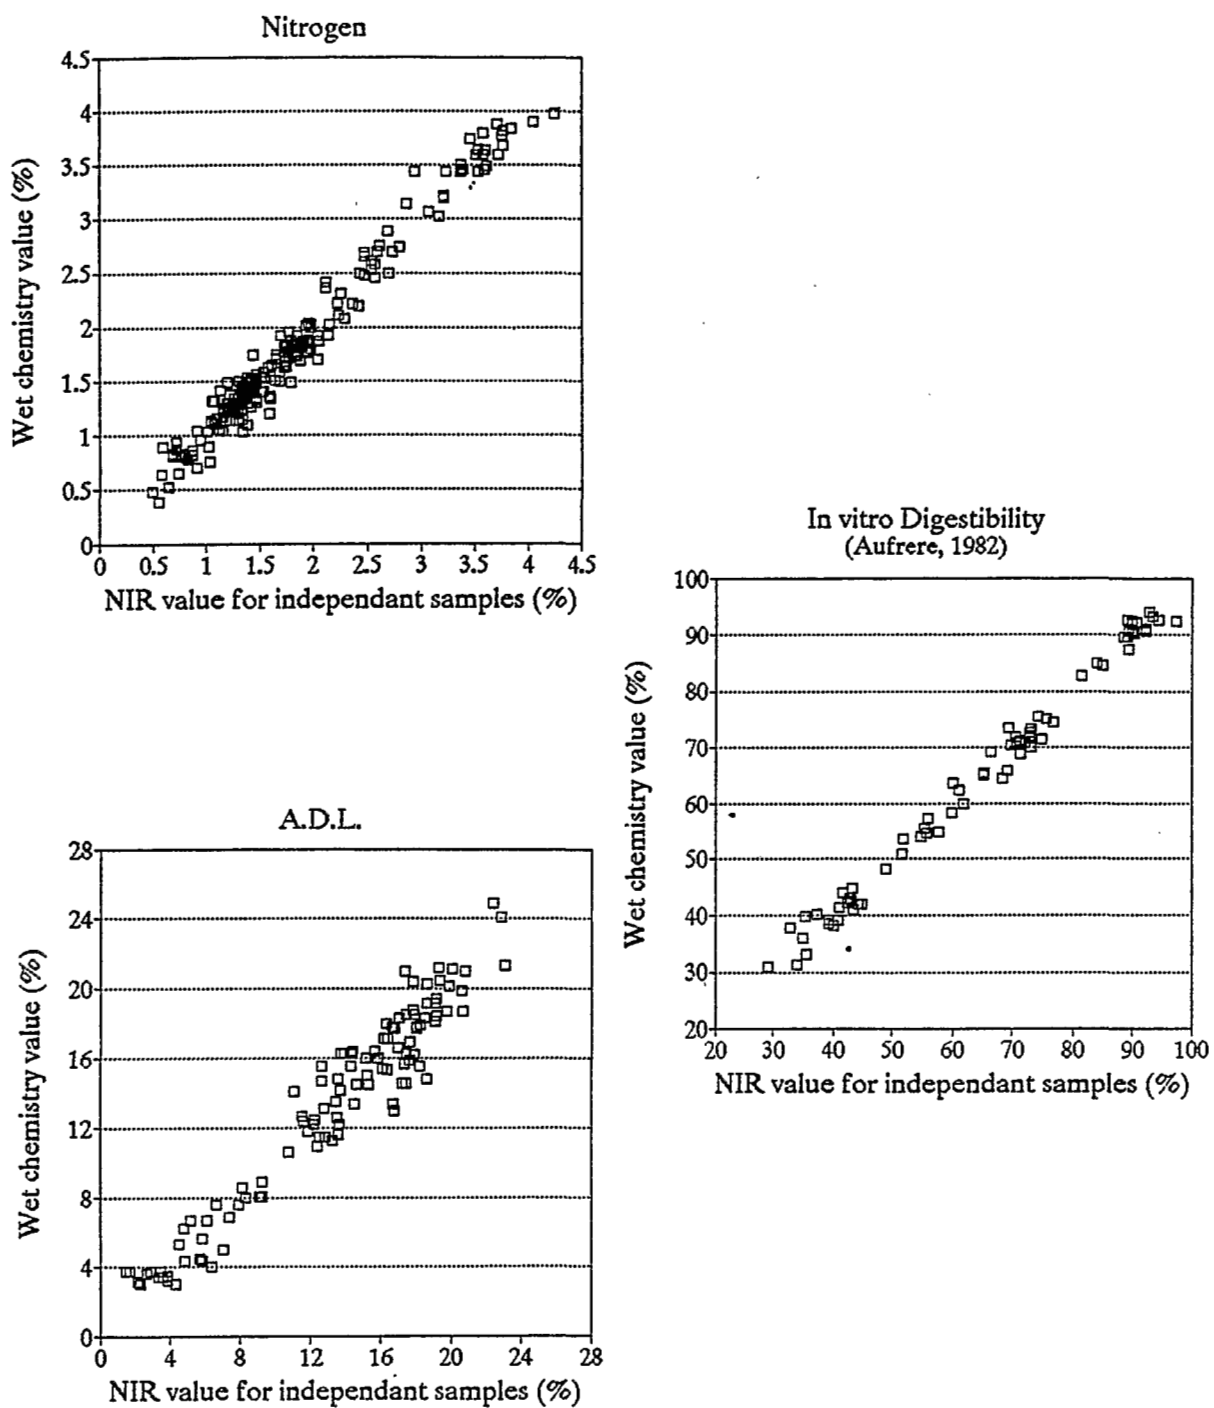 Nitrogen
4.5
4
3.5
3
2.5
2
1.5
1
0.5
0
Wet chemistry value (%)
0 0.5 1 1.5 2 2.5 3 3.5 4 4.5
NIR value for independant samples (%)
In vitro Digestibility
(Aufrere, 1982)
100
90
80
70
60
50
40
30
20
Wet chemistry value (%)
20 30 40 50 60 70 80 90 100
NIR value for independant samples (%)
A.D.L.
28
24
20
16
12
8
4
0
Wet chemistry value (%)
0 4 8 12 16 20 24 28
NIR value for independant samples (%)